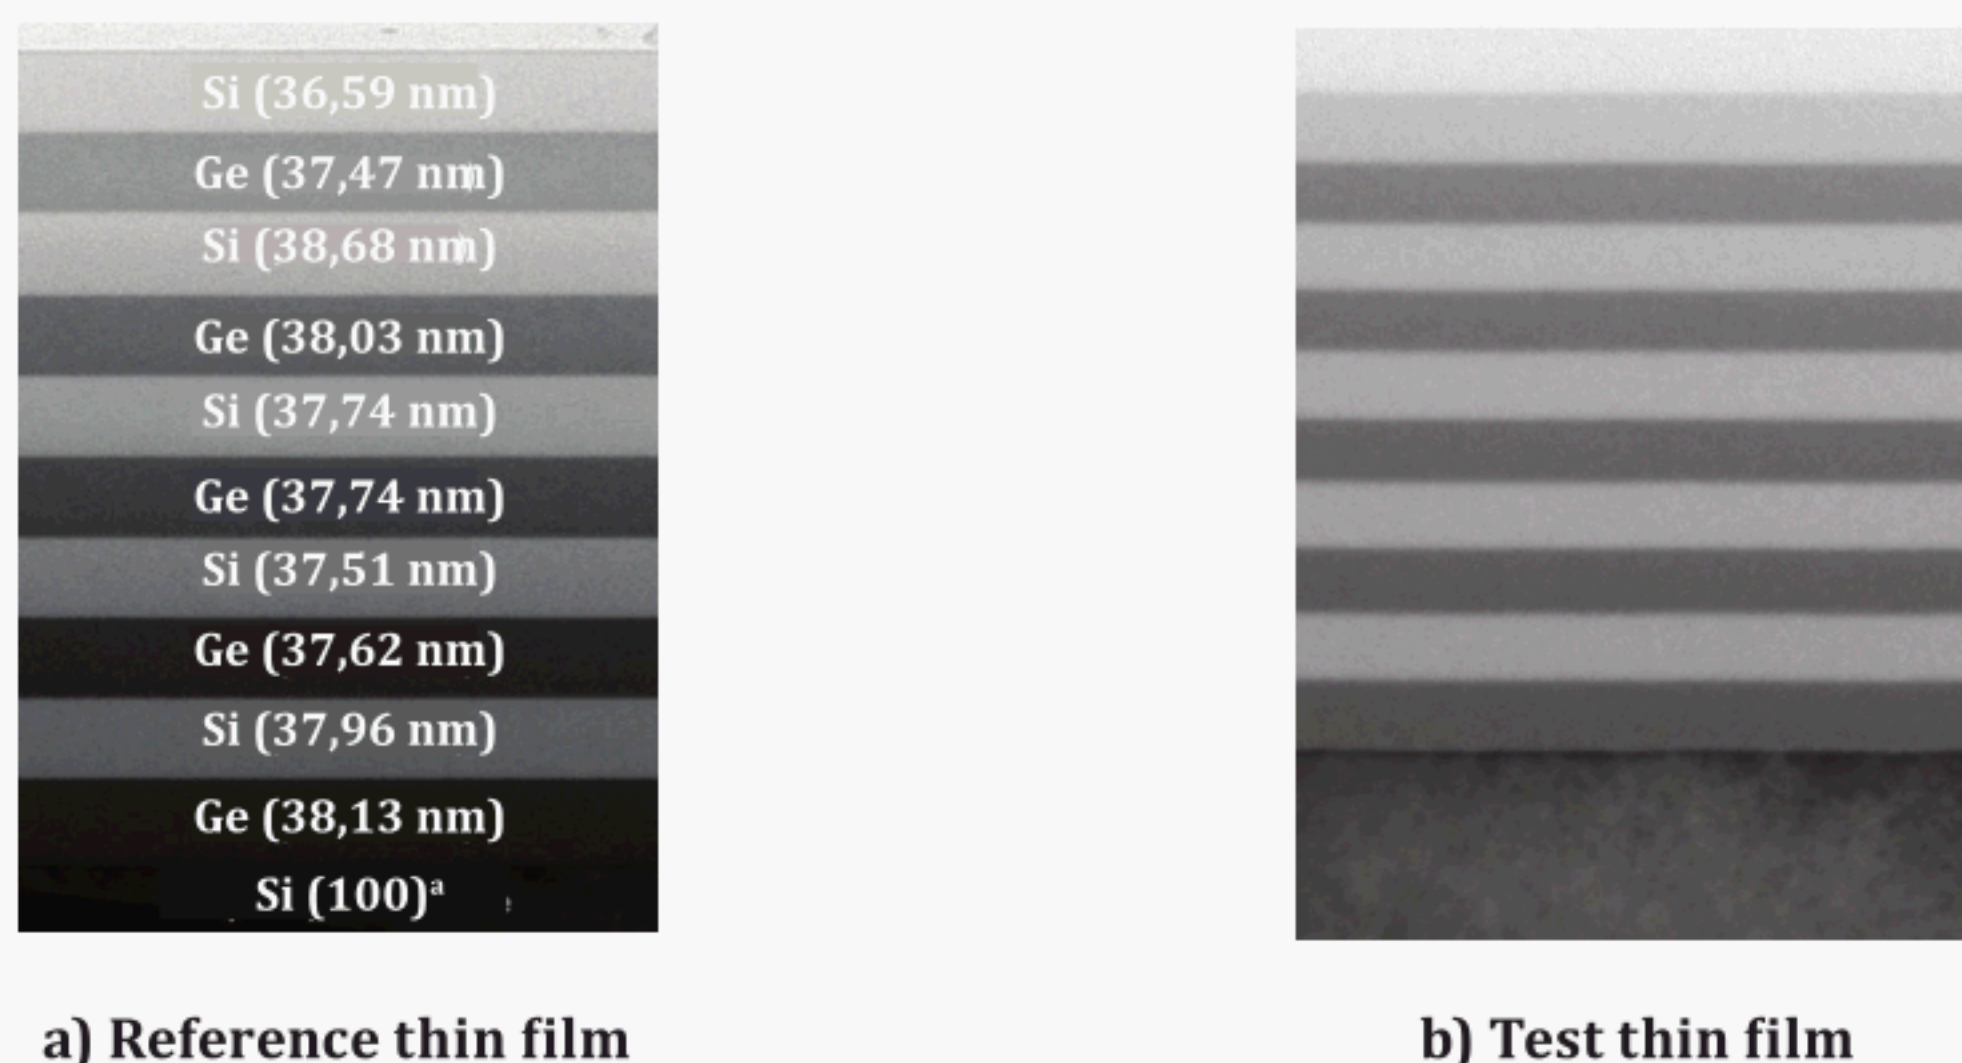 Si (36,59 nm)
Ge (37,47 nm)
Si (38,68 nm)
Ge (38,03 nm)
Si (37,74 nm)
Ge (37,74 nm)
Si (37,51 nm)
Ge (37,62 nm)
Si (37,96 nm)
Ge (38,13 nm)
Si (100)ᵃ
a) Reference thin film
b) Test thin film